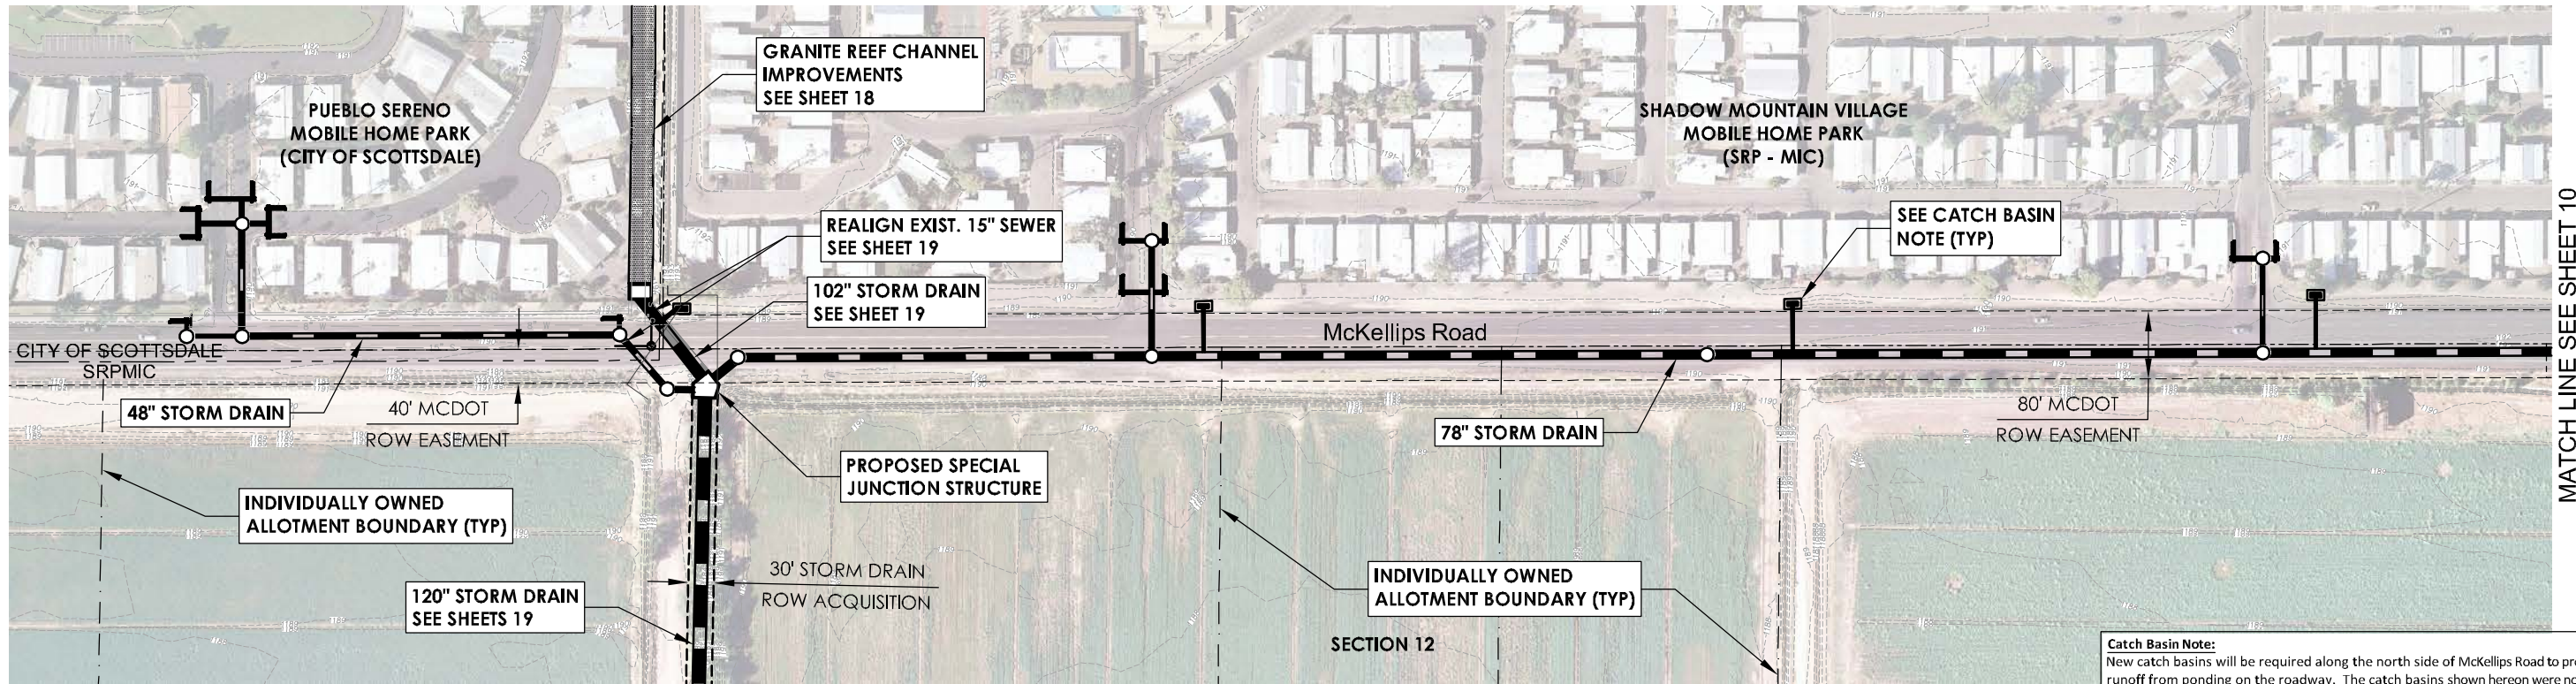 GRANITE REEF CHANNEL
IMPROVEMENTS
SEE SHEET 18
PUEBLO SERENO
MOBILE HOME PARK
(CITY OF SCOTTSDALE)
SHADOW MOUNTAIN VILLAGE
MOBILE HOME PARK
(SRP - MIC)
REALIGN EXIST. 15" SEWER
SEE SHEET 19
SEE CATCH BASIN
NOTE (TYP)
102" STORM DRAIN
SEE SHEET 19
McKellips Road
CITY OF SCOTTSDALE
SRPMIC
48" STORM DRAIN
40' MCDOT
ROW EASEMENT
78" STORM DRAIN
80' MCDOT
ROW EASEMENT
MATCH LINE SEE SHEET 10
PROPOSED SPECIAL
JUNCTION STRUCTURE
INDIVIDUALLY OWNED
ALLOTMENT BOUNDARY (TYP)
30' STORM DRAIN
ROW ACQUISITION
120" STORM DRAIN
SEE SHEETS 19
INDIVIDUALLY OWNED
ALLOTMENT BOUNDARY (TYP)
SECTION 12
Catch Basin Note:
New catch basins will be required along the north side of McKellips Road to
runoff from ponding on the roadway. The catch basins shown hereon were